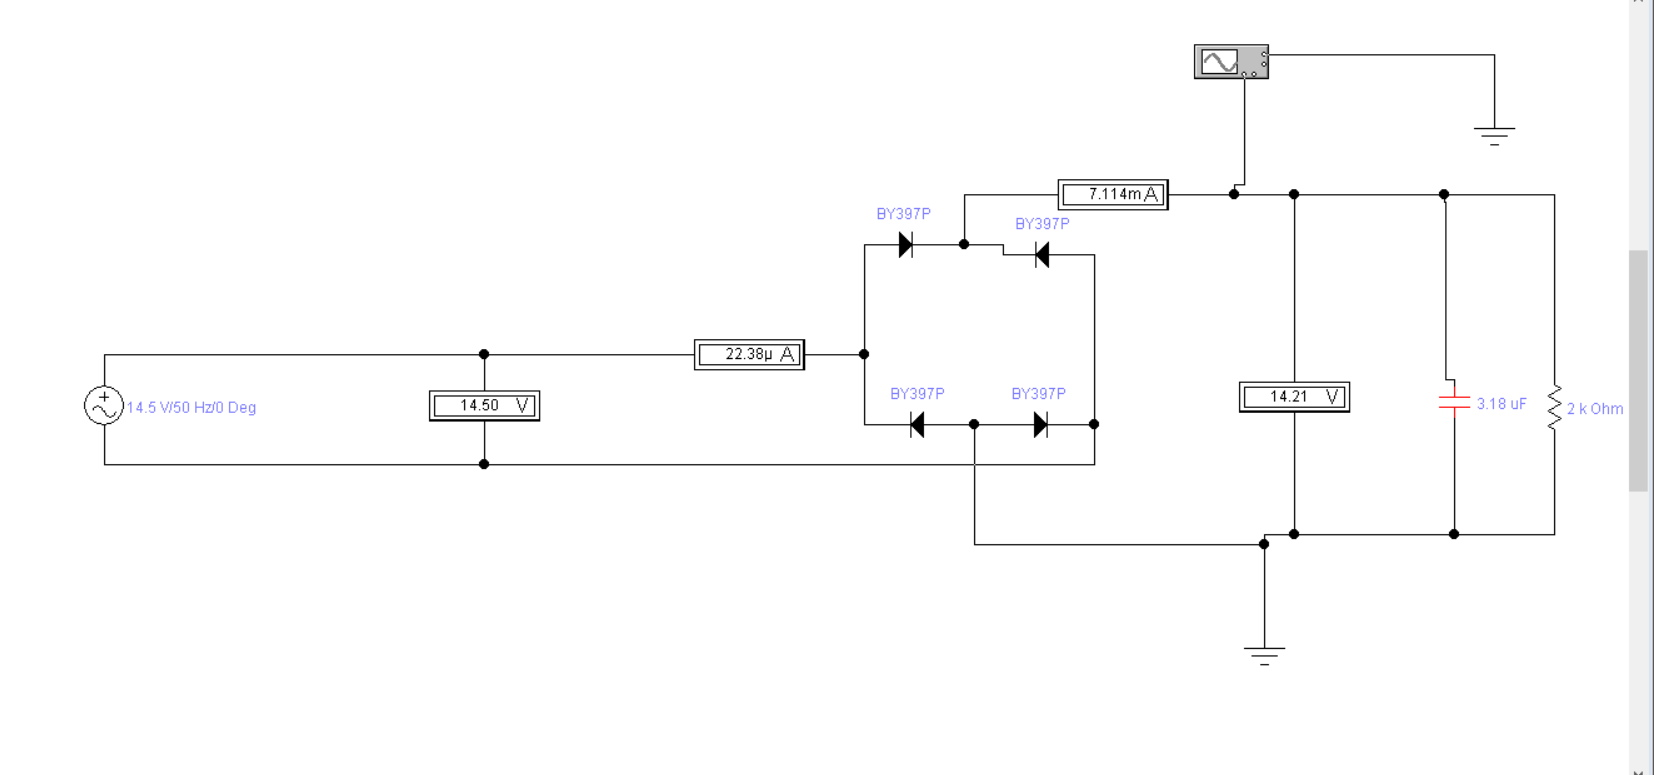 7.114m A
BY397P
BY397P
22.38µ A
BY397P
BY397P
14.5 V/50 Hz/0 Deg
14.50 V
14.21 V
3.18 uF
2 k Ohm